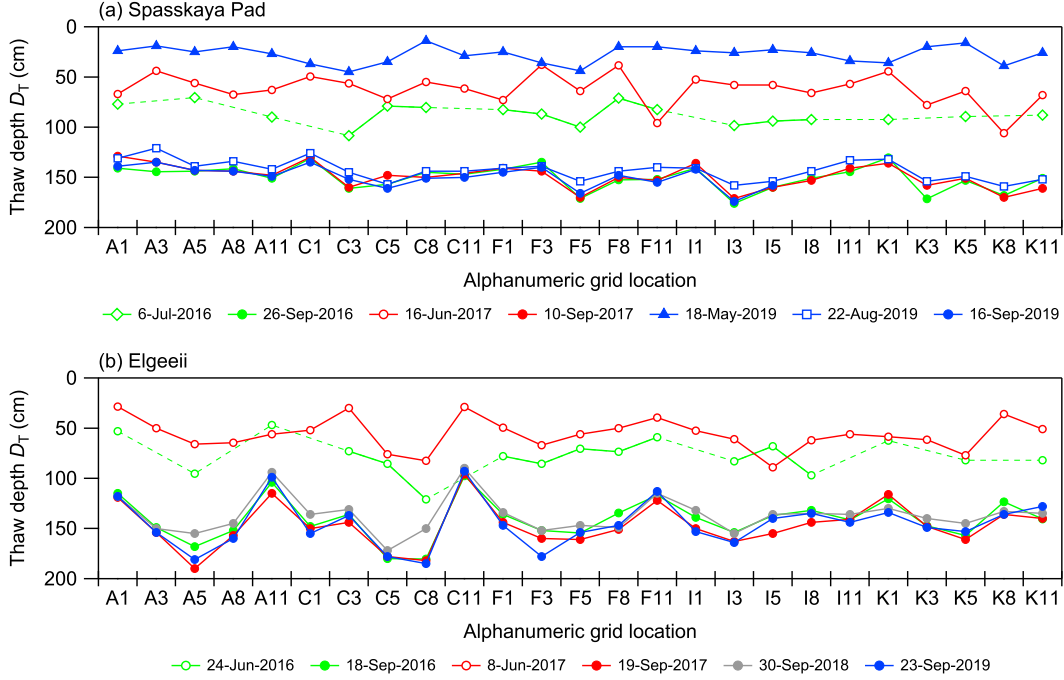 (a) Spasskaya Pad
Thaw depth D_T (cm)
0
50
100
150
200
A1 A3 A5 A8 A11 C1 C3 C5 C8 C11 F1 F3 F5 F8 F11 I1 I3 I5 I8 I11 K1 K3 K5 K8 K11
Alphanumeric grid location
6-Jul-2016 26-Sep-2016 16-Jun-2017 10-Sep-2017 18-May-2019 22-Aug-2019 16-Sep-2019
(b) Elgeeii
Thaw depth D_T (cm)
0
50
100
150
200
A1 A3 A5 A8 A11 C1 C3 C5 C8 C11 F1 F3 F5 F8 F11 I1 I3 I5 I8 I11 K1 K3 K5 K8 K11
Alphanumeric grid location
24-Jun-2016 18-Sep-2016 8-Jun-2017 19-Sep-2017 30-Sep-2018 23-Sep-2019